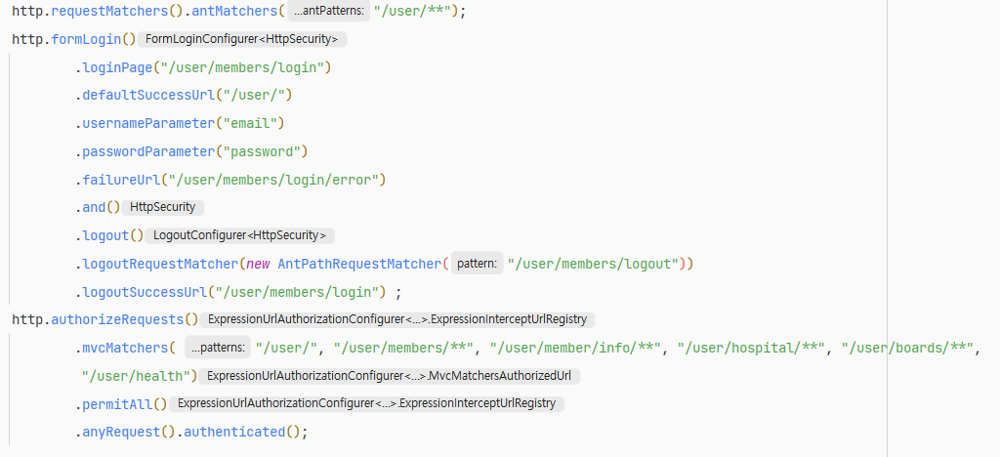 http.requestMatchers().antMatchers( ...antPatterns: "/user/**");
http.formLogin() FormLoginConfigurer<HttpSecurity>
.loginPage("/user/members/login")
.defaultSuccessUrl("/user/")
.usernameParameter("email")
.passwordParameter("password")
.failureUrl("/user/members/login/error")
.and() HttpSecurity
.logout() LogoutConfigurer<HttpSecurity>
.logoutRequestMatcher(new AntPathRequestMatcher( pattern: "/user/members/logout"))
.logoutSuccessUrl("/user/members/login") ;
http.authorizeRequests() ExpressionUrlAuthorizationConfigurer<...>.ExpressionInterceptUrlRegistry
.mvcMatchers( ...patterns: "/user/", "/user/members/**", "/user/member/info/**", "/user/hospital/**", "/user/boards/**",
"/user/health") ExpressionUrlAuthorizationConfigurer<...>.MvcMatchersAuthorizedUrl
.permitAll() ExpressionUrlAuthorizationConfigurer<...>.ExpressionInterceptUrlRegistry
.anyRequest().authenticated();